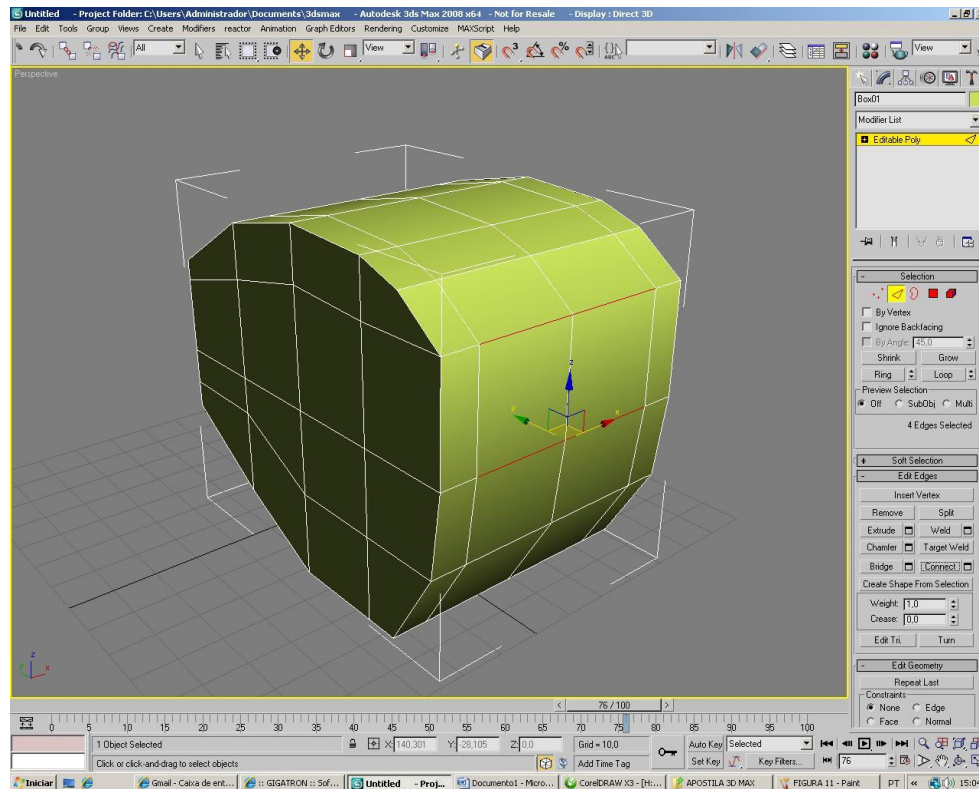 Untitled - Project Folder: C:\Users\Administrador\Documents\3dsmax - Autodesk 3ds Max 2008 x64 - Not for Resale - Display : Direct 3D
File Edit Tools Group Views Create Modifiers reactor Animation Graph Editors Rendering Customize MAXScript Help
All View View
Perspective
Box01
Modifier List
Editable Poly
Selection
By Vertex
Ignore Backfacing
By Angle: 45,0
Shrink Grow
Ring Loop
Preview Selection
Off SubObj Multi
4 Edges Selected
Soft Selection
Edit Edges
Insert Vertex
Remove Split
Extrude Weld
Chamfer Target Weld
Bridge Connect
Create Shape From Selection
Weight: 1,0
Crease: 0,0
Edit Tri. Turn
Edit Geometry
Repeat Last
Constraints
None Edge
Face Normal
z
y x
z
y x
< 76 / 100 >
0 5 10 15 20 25 30 35 40 45 50 55 60 65 70 75 80 85 90 95 100
1 Object Selected X: 140,301 Y: -28,105 Z: 0,0 Grid = 10,0 Auto Key Selected
Click or click-and-drag to select objects Add Time Tag Set Key Key Filters... 76
Iniciar Gmail - Caixa de ent... :: GIGATRON :: Sof... Untitled - Proj... Documento1 - Micro... CorelDRAW X3 - [H:... APOSTILA 3D MAX FIGURA 11 - Paint PT «